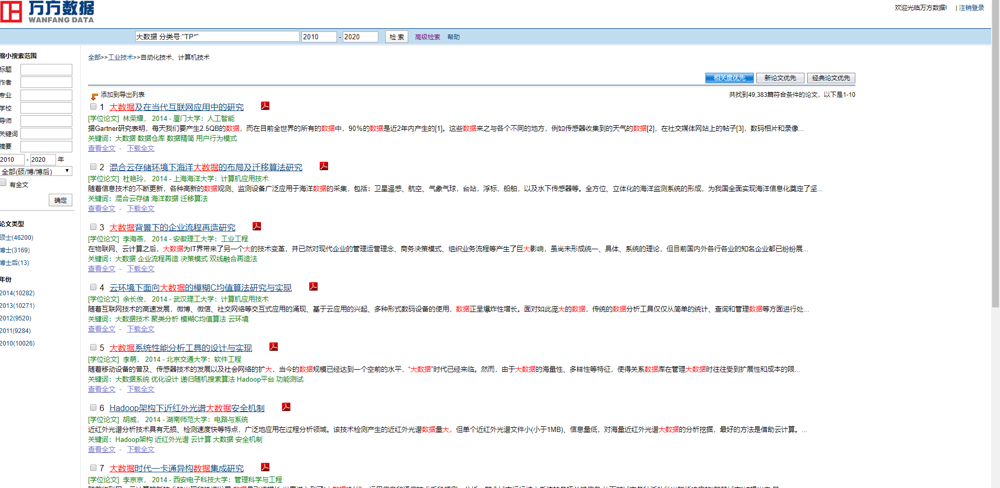 万方数据
WANFANG DATA
欢迎光临万方数据! | 注销登录
大数据 分类号:"TP*" 2010 - 2020 检 索 高级检索 帮助
缩小搜索范围
标题
作者
专业
学校
导师
关键词
摘要
2010 - 2020 年
全部(硕/博/博后)
有全文
确定
论文类型
硕士(46200)
博士(3169)
博士后(13)
年份
2014(10282)
2013(10271)
2012(9520)
2011(9284)
2010(10026)
全部>>工业技术>>自动化技术、计算机技术
相关度优先 新论文优先 经典论文优先
添加到导出列表 共找到49,383篇符合条件的论文，以下是1-10
1 大数据及在当代互联网应用中的研究
[学位论文] 林荣耀， 2014 - 厦门大学：人工智能
据Gartner研究表明，每天我们要产生2.5QB的数据，而在目前全世界的所有的数据中，90％的数据是近2年内产生的[1]。这些数据来之与各个不同的地方，例如传感器收集到的天气的数据[2]，在社交媒体网站上的帖子[3]，数码相片和录像...
关键词：大数据 数据仓库 数据精简 用户行为模式
查看全文 - 下载全文
2 混合云存储环境下海洋大数据的布局及迁移算法研究
[学位论文] 杜艳玲， 2014 - 上海海洋大学：计算机应用技术
随着信息技术的不断更新，各种高新的数据观测、监测设备广泛应用于海洋数据的采集，包括：卫星遥感、航空、气象气球，台站，浮标，船舶，以及水下传感器等。全方位、立体化的海洋监测系统的形成，为我国全面实现海洋信息化奠定了坚...
关键词：混合云存储 海洋数据 迁移算法
查看全文 - 下载全文
3 大数据背景下的企业流程再造研究
[学位论文] 李海燕， 2014 - 安徽理工大学：工业工程
在物联网、云计算之后，大数据为IT界带来了另一个大的技术变革，并已然对现代企业的管理运营理念、商务决策模式、组织业务流程等产生了巨大影响，虽尚未形成统一、具体、系统的理论，但目前国内外各行各业的知名企业都已纷纷展...
关键词：大数据 企业流程再造 决策模式 双线融合再造法
查看全文 - 下载全文
4 云环境下面向大数据的模糊C均值算法研究与实现
[学位论文] 余长俊， 2014 - 武汉理工大学：计算机应用技术
随着互联网技术的高速发展，微博、微信、社交网络等交互式应用的涌现、基于云应用的兴起、多种形式数码设备的使用，数据正呈爆炸性增长。面对如此庞大的数据，传统的数据分析工具仅仅从简单的统计、查询和管理数据等方面进行处...
关键词：大数据技术 聚类分析 模糊C均值算法 云环境
查看全文 - 下载全文
5 大数据系统性能分析工具的设计与实现
[学位论文] 李萌， 2014 - 北京交通大学：软件工程
随着移动设备的普及、传感器技术的发展以及社会网络的扩大，当今的数据规模已经达到一个空前的水平，“大数据”时代已经来临。然而，由于大数据的海量性、多样性等特征，使得关系数据库在管理大数据时往往受到扩展性和成本的限...
关键词：大数据系统 优化设计 递归随机搜索算法 Hadoop平台 功能测试
查看全文 - 下载全文
6 Hadoop架构下近红外光谱大数据安全机制
[学位论文] 胡威， 2014 - 湖南师范大学：电路与系统
近红外光谱分析技术具有无损、检测速度快等特点，广泛地应用在过程分析领域。该技术检测产生的近红外光谱数据量大，但单个近红外光谱文件小(小于1MB)、信息量低，对海量近红外光谱大数据的分析挖掘，最好的方法是借助云计算。...
关键词：Hadoop架构 近红外光谱 云计算 大数据 安全机制
查看全文 - 下载全文
7 大数据时代一卡通异构数据集成研究
[学位论文] 李京京， 2014 - 西安电子科技大学：管理科学与工程